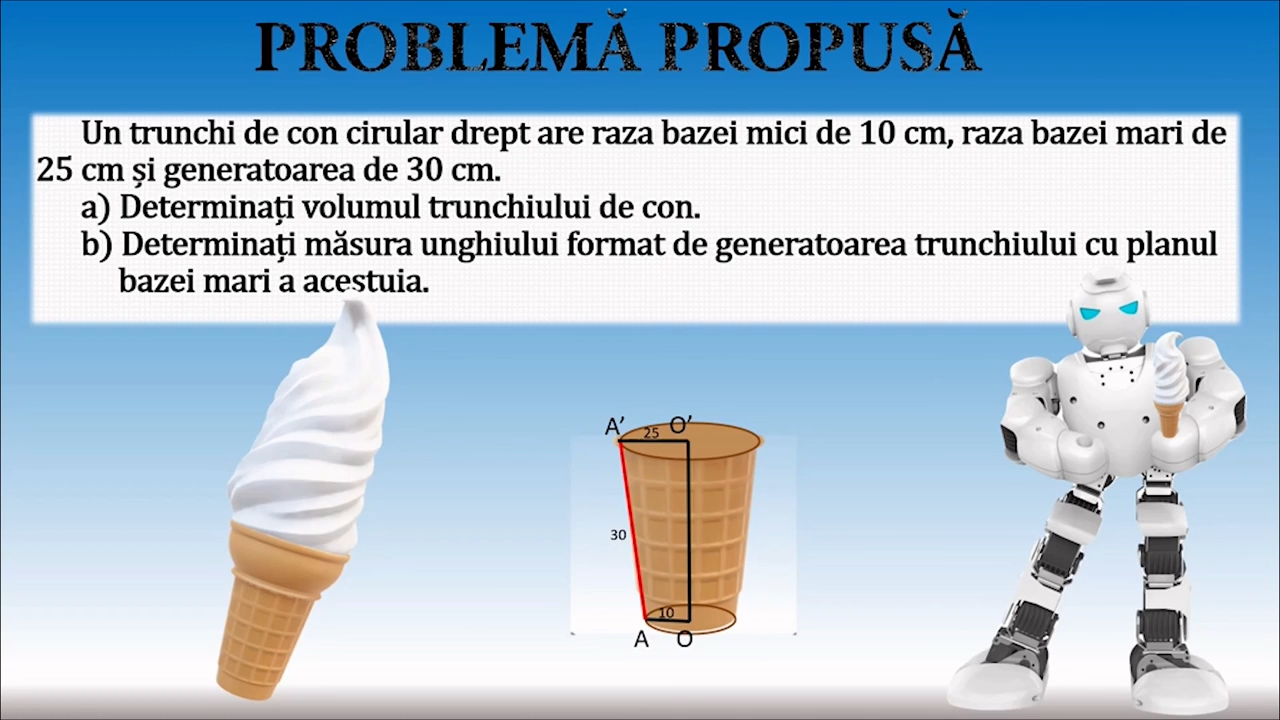 PROBLEMĂ PROPUSĂ
Un trunchi de con cirular drept are raza bazei mici de 10 cm, raza bazei mari de
25 cm și generatoarea de 30 cm.
a) Determinați volumul trunchiului de con.
b) Determinați măsura unghiului format de generatoarea trunchiului cu planul
bazei mari a acestuia.
A’ 25 O’
30
10
A O